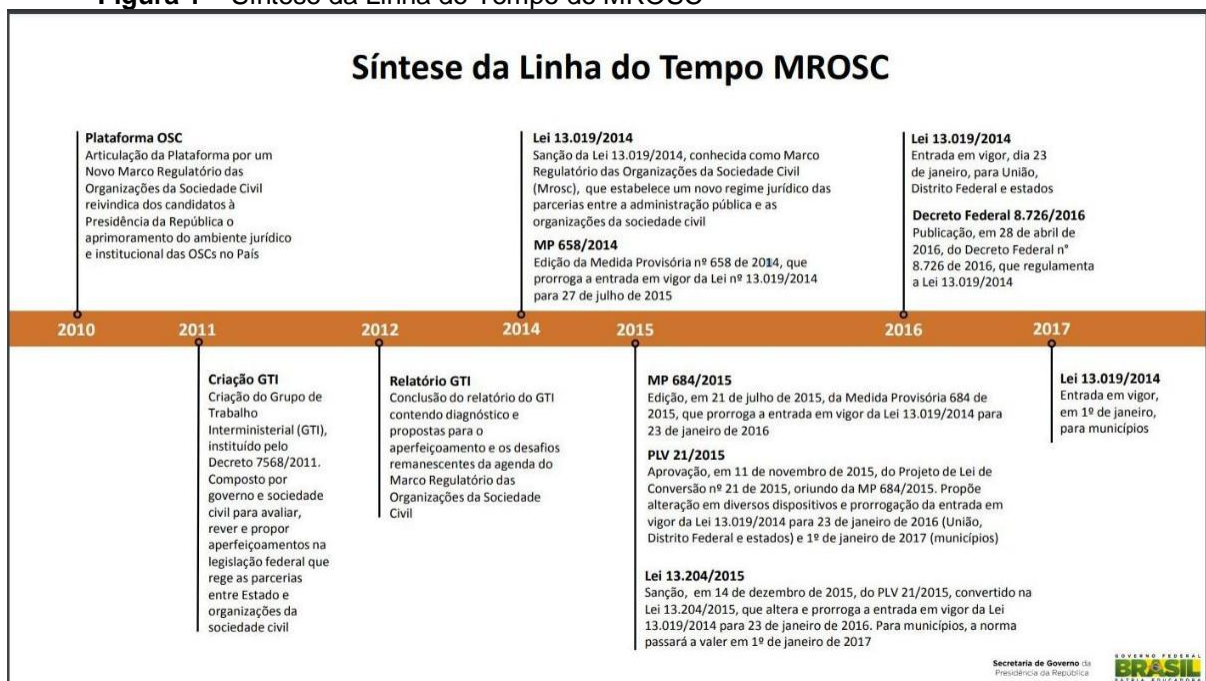 Síntese da Linha do Tempo MROSC
Plataforma OSC
Articulação da Plataforma por um
Novo Marco Regulatório das
Organizações da Sociedade Civil
reivindica dos candidatos à
Presidência da República o
aprimoramento do ambiente jurídico
e institucional das OSCs no País
Lei 13.019/2014
Sanção da Lei 13.019/2014, conhecida como Marco
Regulatório das Organizações da Sociedade Civil
(Mrosc), que estabelece um novo regime jurídico das
parcerias entre a administração pública e as
organizações da sociedade civil
MP 658/2014
Edição da Medida Provisória nº 658 de 2014, que
prorroga a entrada em vigor da Lei nº 13.019/2014
para 27 de julho de 2015
Lei 13.019/2014
Entrada em vigor, dia 23
de janeiro, para União,
Distrito Federal e estados
Decreto Federal 8.726/2016
Publicação, em 28 de abril de
2016, do Decreto Federal n°
8.726 de 2016, que regulamenta
a Lei 13.019/2014
2010 2011 2012 2014 2015 2016 2017
Criação GTI
Criação do Grupo de
Trabalho
Interministerial (GTI),
instituído pelo
Decreto 7568/2011.
Composto por
governo e sociedade
civil para avaliar,
rever e propor
aperfeiçoamentos na
legislação federal que
rege as parcerias
entre Estado e
organizações da
sociedade civil
Relatório GTI
Conclusão do relatório do GTI
contendo diagnóstico e
propostas para o
aperfeiçoamento e os desafios
remanescentes da agenda do
Marco Regulatório das
Organizações da Sociedade
Civil
MP 684/2015
Edição, em 21 de julho de 2015, da Medida Provisória 684 de
2015, que prorroga a entrada em vigor da Lei 13.019/2014 para
23 de janeiro de 2016
PLV 21/2015
Aprovação, em 11 de novembro de 2015, do Projeto de Lei de
Conversão nº 21 de 2015, oriundo da MP 684/2015. Propõe
alteração em diversos dispositivos e prorrogação da entrada em
vigor da Lei 13.019/2014 para 23 de janeiro de 2016 (União,
Distrito Federal e estados) e 1º de janeiro de 2017 (municípios)
Lei 13.204/2015
Sanção, em 14 de dezembro de 2015, do PLV 21/2015, convertido na
Lei 13.204/2015, que altera e prorroga a entrada em vigor da Lei
13.019/2014 para 23 de janeiro de 2016. Para municípios, a norma
passará a valer em 1º de janeiro de 2017
Lei 13.019/2014
Entrada em vigor,
em 1º de janeiro,
para municípios
Secretaria de Governo da
Presidência da República
GOVERNO FEDERAL
BRASIL